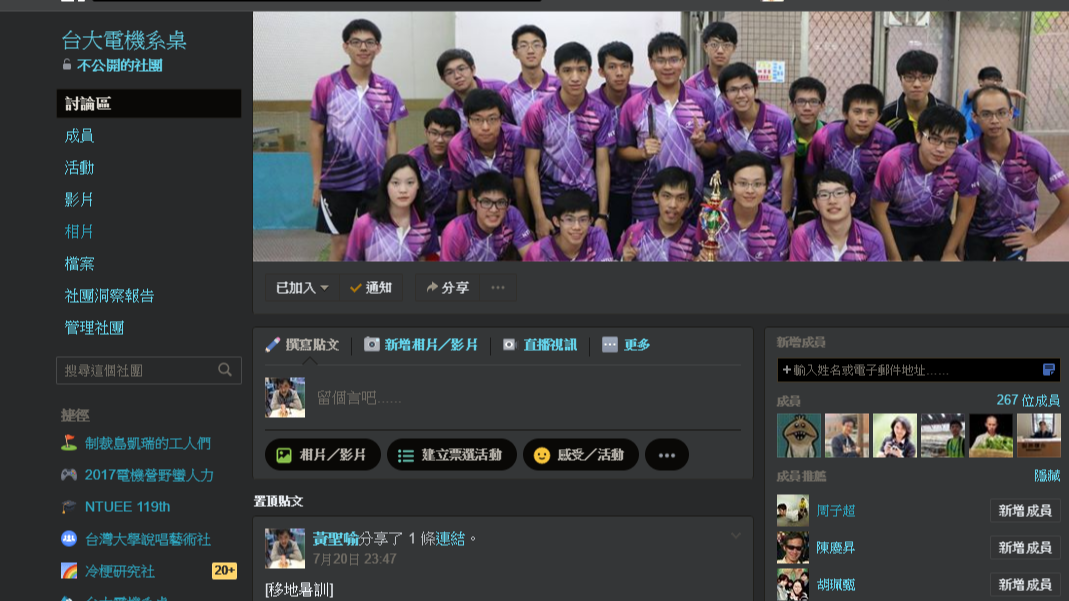 台大電機系桌
不公開的社團
討論區
成員
活動
影片
相片
檔案
社團洞察報告
管理社團
搜尋這個社團
捷徑
制裁島凱瑞的工人們
2017電機營野蠻人力
NTUEE 119th
台灣大學說唱藝術社
冷梗研究社 20+
已加入 通知 分享 ...
撰寫貼文 新增相片／影片 直播視訊 更多
留個言吧......
相片／影片 建立票選活動 感受／活動 ...
置頂貼文
黃聖喻分享了 1 條連結。
7月20日 23:47
[移地暑訓]
新增成員
+輸入姓名或電子郵件地址......
成員 267 位成員
成員推薦 隱藏
周子超 新增成員
陳慶昇 新增成員
胡珮甄 新增成員